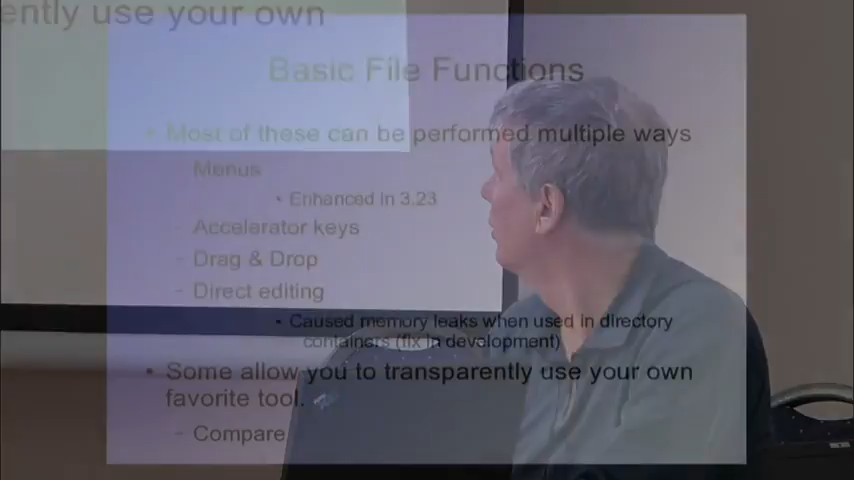 ently use your own
Basic File Functions
• Most of these can be performed multiple ways
Menus
• Enhanced in 3.23
– Accelerator keys
– Drag & Drop
– Direct editing
• Caused memory leaks when used in directory
containers (fix in development)
• Some allow you to transparently use your own
favorite tool.
– Compare